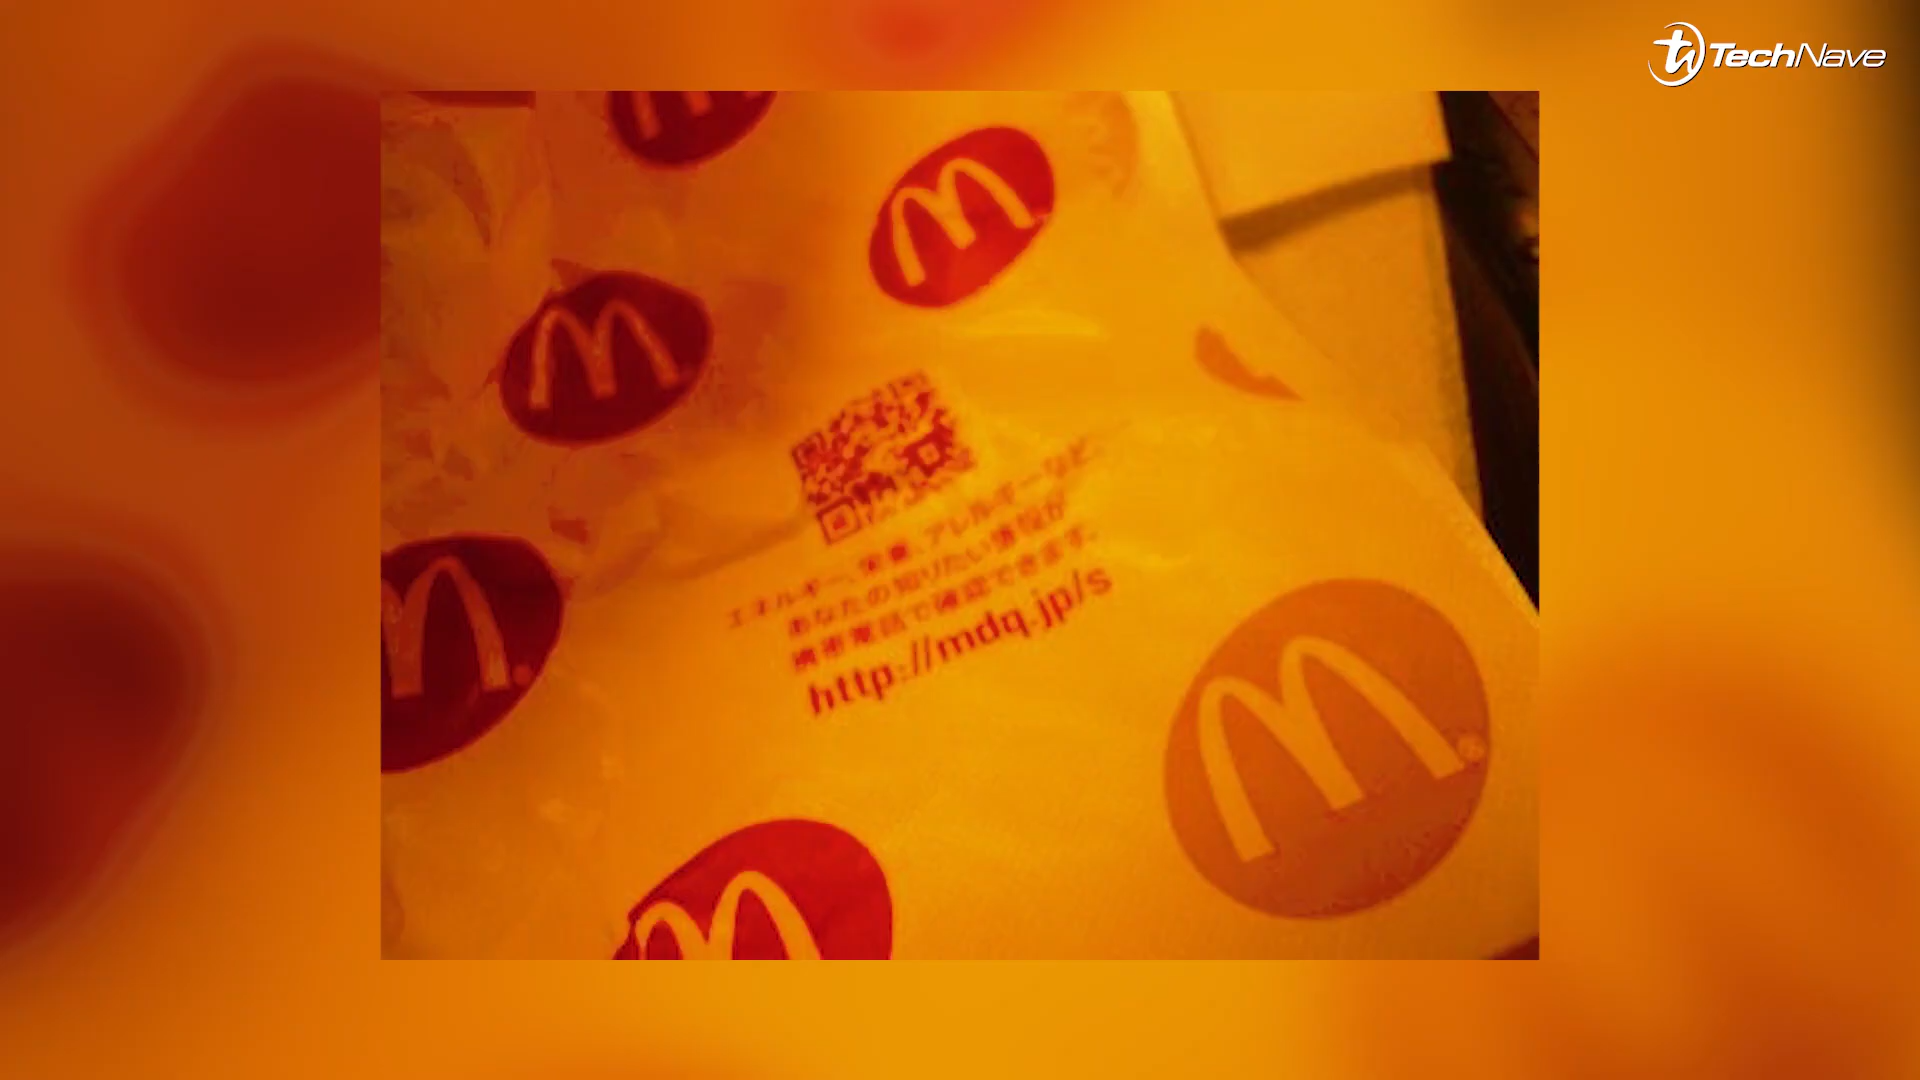 TechNave
エネルギー、栄養、アレルギーなど、
あなたの知りたい情報が
携帯電話で確認できます。
http://mdq.jp/s